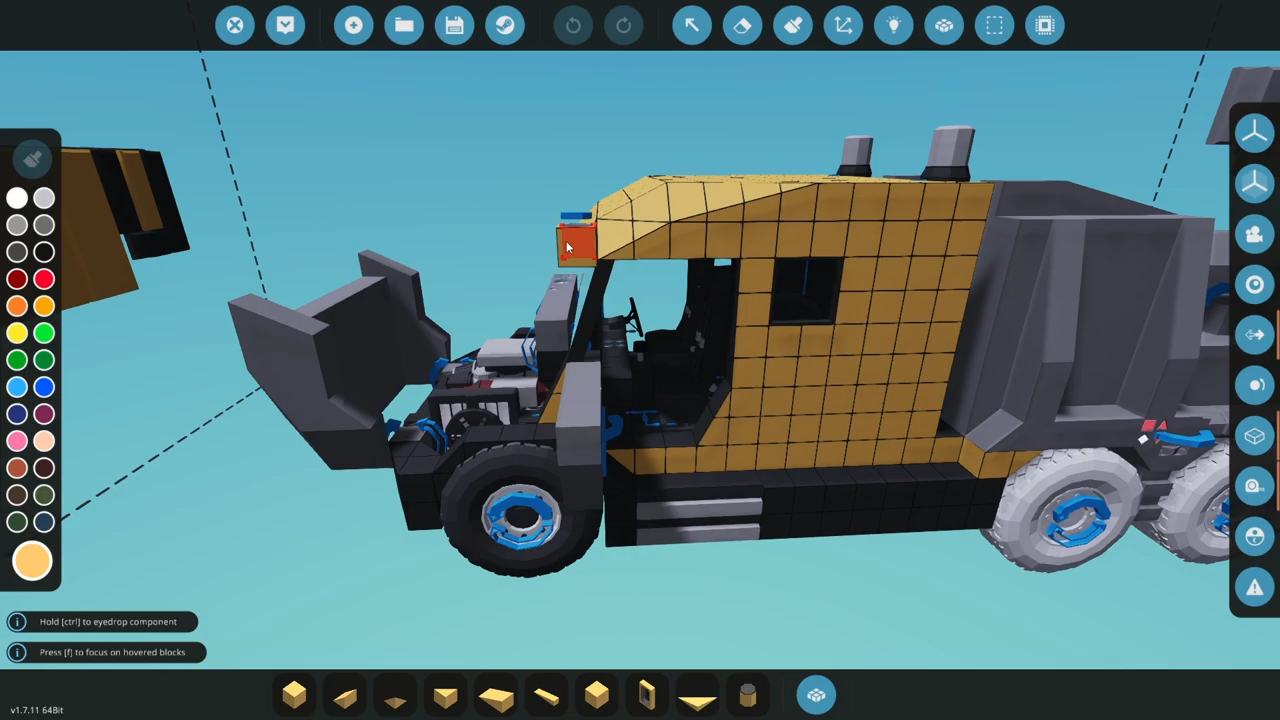 Hold [ctrl] to eyedrop component
Press [f] to focus on hovered blocks
v1.7.11 64Bit